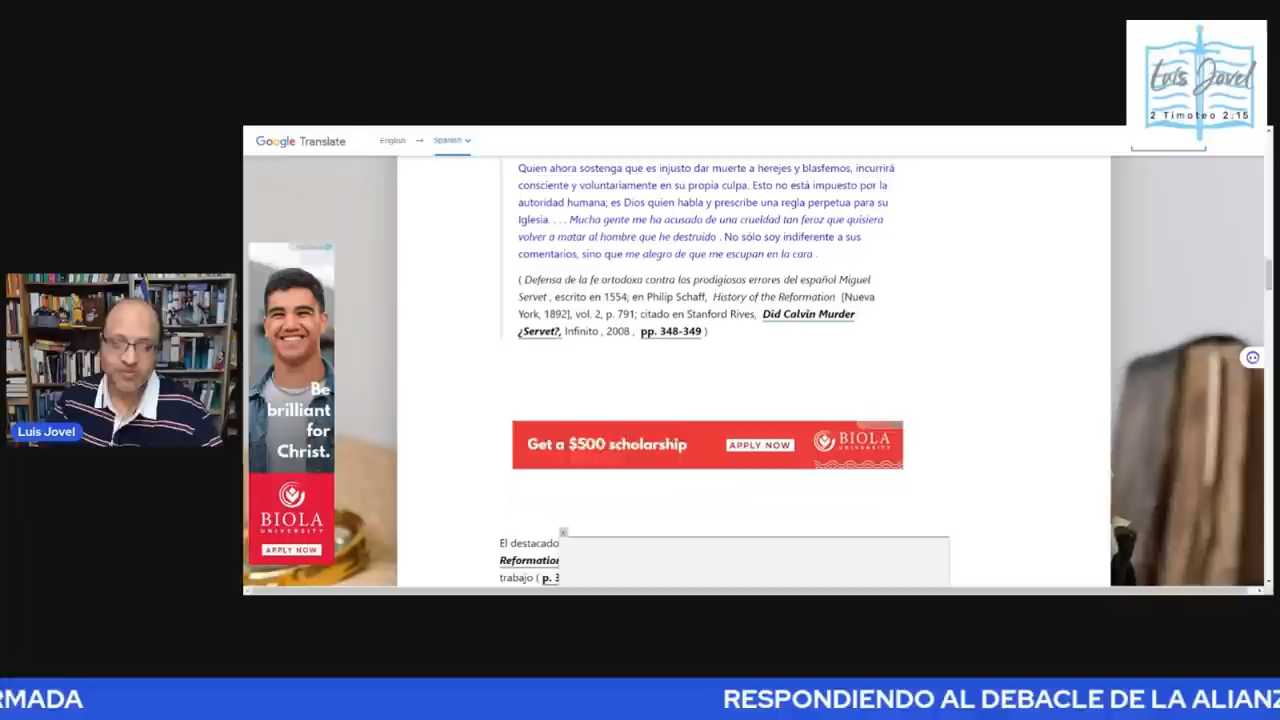 Luis Jovel
2 Timoteo 2:15
Google Translate
English → Spanish
Quien ahora sostenga que es injusto dar muerte a herejes y blasfemos, incurrirá
consciente y voluntariamente en su propia culpa. Esto no está impuesto por la
autoridad humana; es Dios quien habla y prescribe una regla perpetua para su
Iglesia. . . . Mucha gente me ha acusado de una crueldad tan feroz que quisiera
volver a matar al hombre que he destruido . No sólo soy indiferente a sus
comentarios, sino que me alegro de que me escupan en la cara .
( Defensa de la fe ortodoxa contra los prodigiosos errores del español Miguel
Servet , escrito en 1554; en Philip Schaff, History of the Reformation [Nueva
York, 1892], vol. 2, p. 791; citado en Stanford Rives, Did Calvin Murder
¿Servet?, Infinito , 2008 , pp. 348-349 )
Be
brilliant
for
Christ.
BIOLA
UNIVERSITY
APPLY NOW
Luis Jovel
Get a $500 scholarship
APPLY NOW
BIOLA
UNIVERSITY
El destacado
Reformation
trabajo ( p. 3
RMADA
RESPONDIENDO AL DEBACLE DE LA ALIANZ